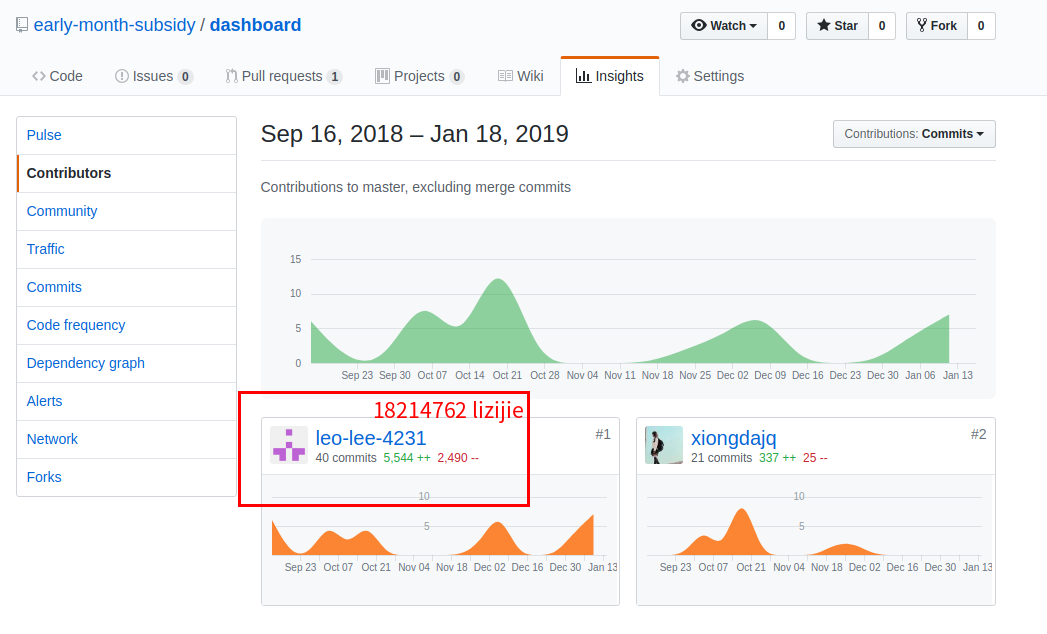 early-month-subsidy / dashboard
Watch 0 Star 0 Fork 0
Code Issues 0 Pull requests 1 Projects 0 Wiki Insights Settings
Pulse
Contributors
Community
Traffic
Commits
Code frequency
Dependency graph
Alerts
Network
Forks
Sep 16, 2018 – Jan 18, 2019
Contributions: Commits
Contributions to master, excluding merge commits
15
10
5
0
Sep 23 Sep 30 Oct 07 Oct 14 Oct 21 Oct 28 Nov 04 Nov 11 Nov 18 Nov 25 Dec 02 Dec 09 Dec 16 Dec 23 Dec 30 Jan 06 Jan 13
18214762 lizijie
leo-lee-4231 #1
40 commits 5,544 ++ 2,490 --
10
5
Sep 23 Oct 07 Oct 21 Nov 04 Nov 18 Dec 02 Dec 16 Dec 30 Jan 13
xiongdajq #2
21 commits 337 ++ 25 --
10
5
Sep 23 Oct 07 Oct 21 Nov 04 Nov 18 Dec 02 Dec 16 Dec 30 Jan 13